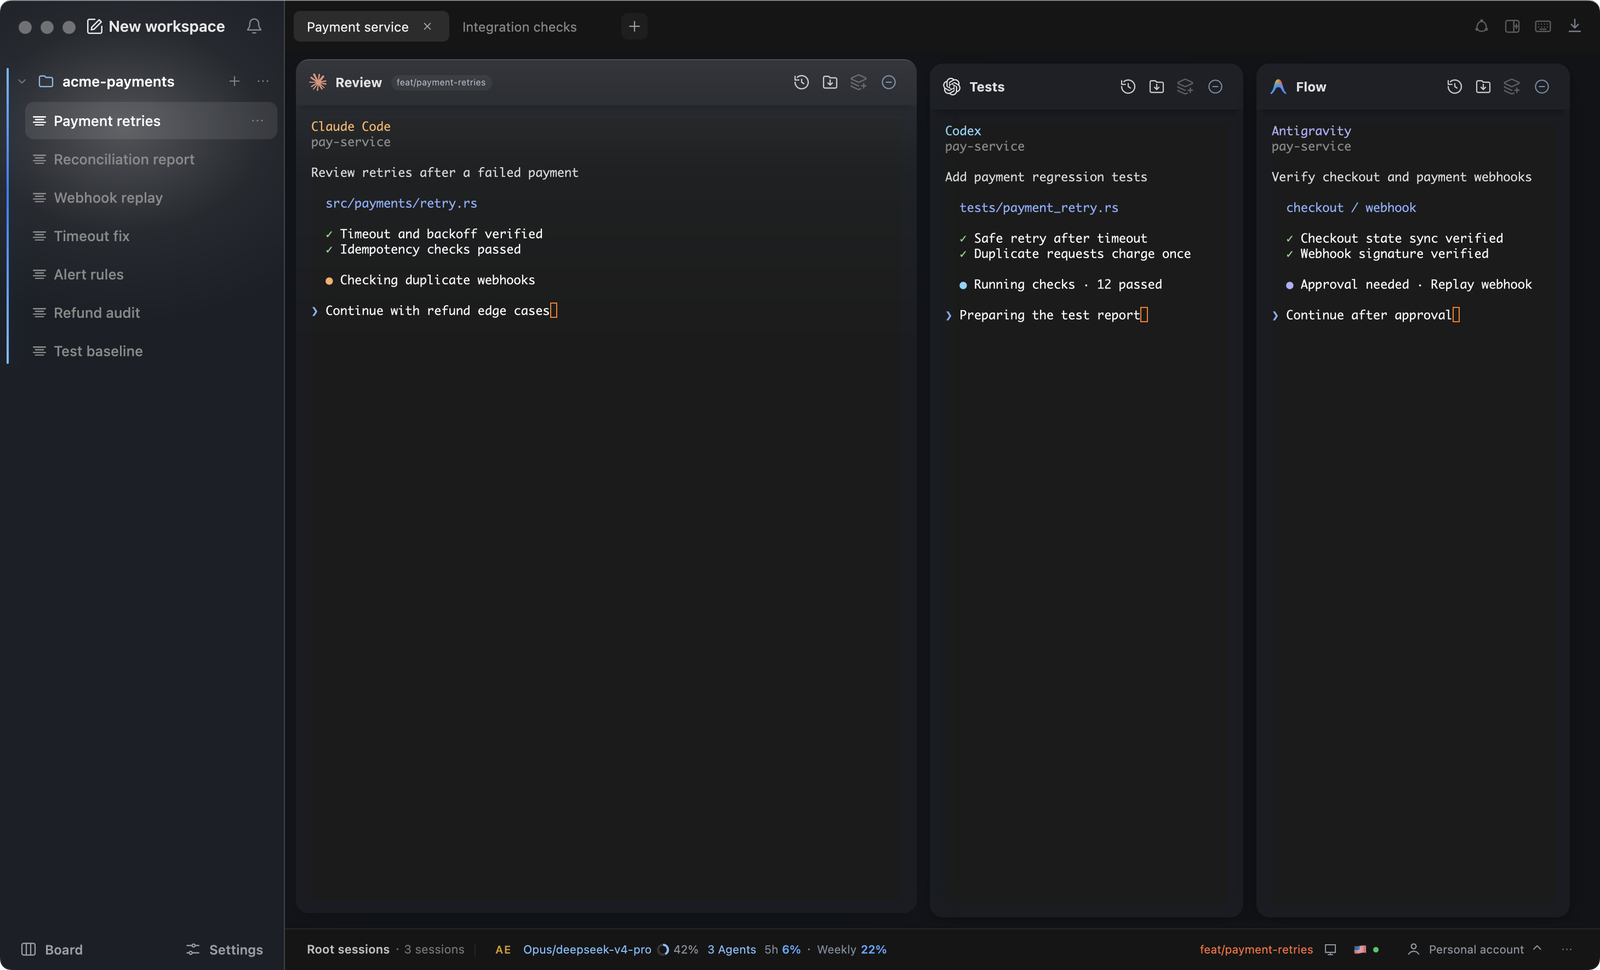 New workspace
acme-payments
Payment retries
Reconciliation report
Webhook replay
Timeout fix
Alert rules
Refund audit
Test baseline
Board
Settings
Payment service
Integration checks
Review
feat/payment-retries
Claude Code
pay-service
Review retries after a failed payment
src/payments/retry.rs
✓ Timeout and backoff verified
✓ Idempotency checks passed
● Checking duplicate webhooks
❯ Continue with refund edge cases
Tests
Codex
pay-service
Add payment regression tests
tests/payment_retry.rs
✓ Safe retry after timeout
✓ Duplicate requests charge once
● Running checks · 12 passed
❯ Preparing the test report
Flow
Antigravity
pay-service
Verify checkout and payment webhooks
checkout / webhook
✓ Checkout state sync verified
✓ Webhook signature verified
● Approval needed · Replay webhook
❯ Continue after approval
Root sessions · 3 sessions
AE Opus/deepseek-v4-pro 42% 3 Agents 5h 6% · Weekly 22%
feat/payment-retries
Personal account